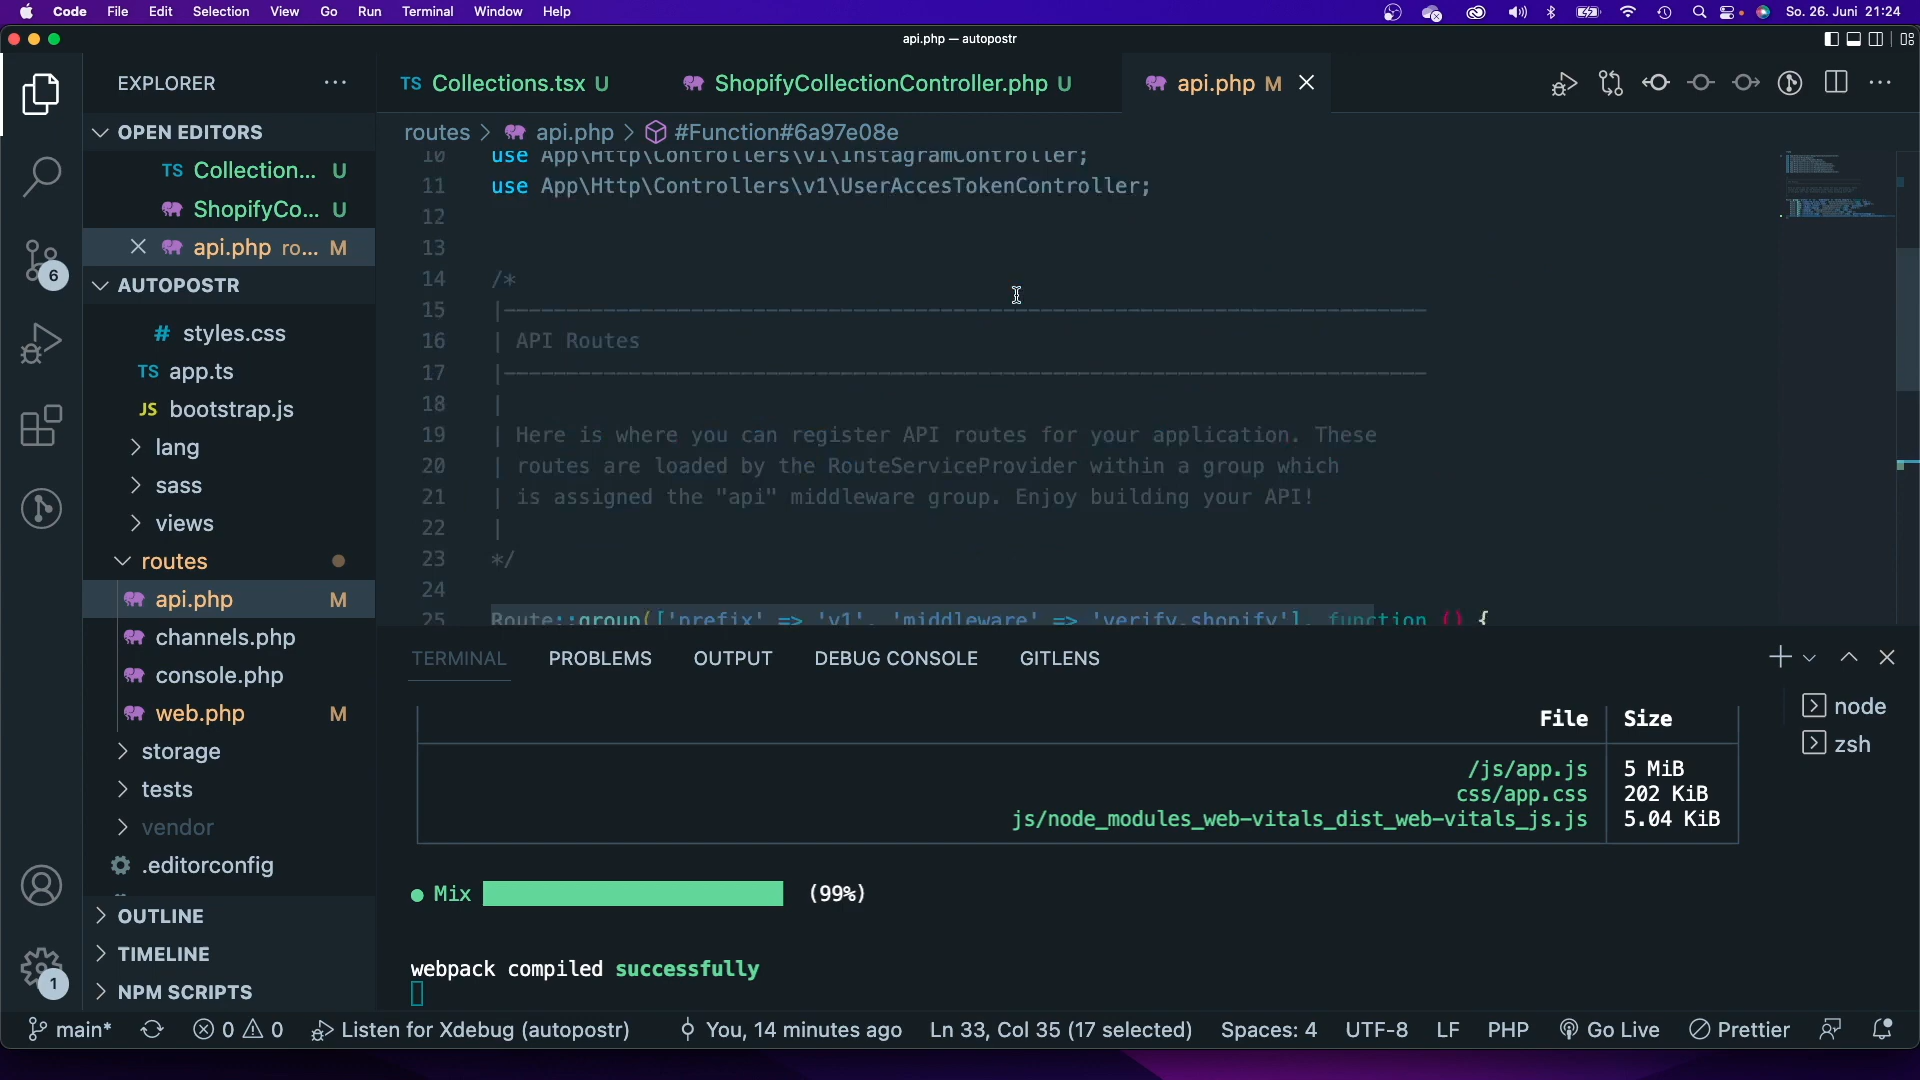 Code File Edit Selection View Go Run Terminal Window Help So. 26. Juni 21:24
api.php — autopostr
EXPLORER ···
OPEN EDITORS
TS Collection... U
ShopifyCo... U
api.php ro... M
AUTOPOSTR
# styles.css
TS app.ts
JS bootstrap.js
lang
sass
views
routes
api.php M
channels.php
console.php
web.php M
storage
tests
vendor
.editorconfig
OUTLINE
TIMELINE
NPM SCRIPTS
6
1
TS Collections.tsx U ShopifyCollectionController.php U api.php M
routes > api.php > #Function#6a97e08e
10 use App\Http\Controllers\v1\InstagramController;
11 use App\Http\Controllers\v1\UserAccesTokenController;
12
13
14 /*
15 |--------------------------------------------------------------------------
16 | API Routes
17 |--------------------------------------------------------------------------
18 |
19 | Here is where you can register API routes for your application. These
20 | routes are loaded by the RouteServiceProvider within a group which
21 | is assigned the "api" middleware group. Enjoy building your API!
22 |
23 */
24
25 Route::group(['prefix' => 'v1', 'middleware' => 'verify.shopify'], function () {
TERMINAL PROBLEMS OUTPUT DEBUG CONSOLE GITLENS
File Size
/js/app.js 5 MiB
css/app.css 202 KiB
js/node_modules_web-vitals_dist_web-vitals_js.js 5.04 KiB
● Mix (99%)
webpack compiled successfully
node
zsh
main* 0 0 Listen for Xdebug (autopostr) You, 14 minutes ago Ln 33, Col 35 (17 selected) Spaces: 4 UTF-8 LF PHP Go Live Prettier